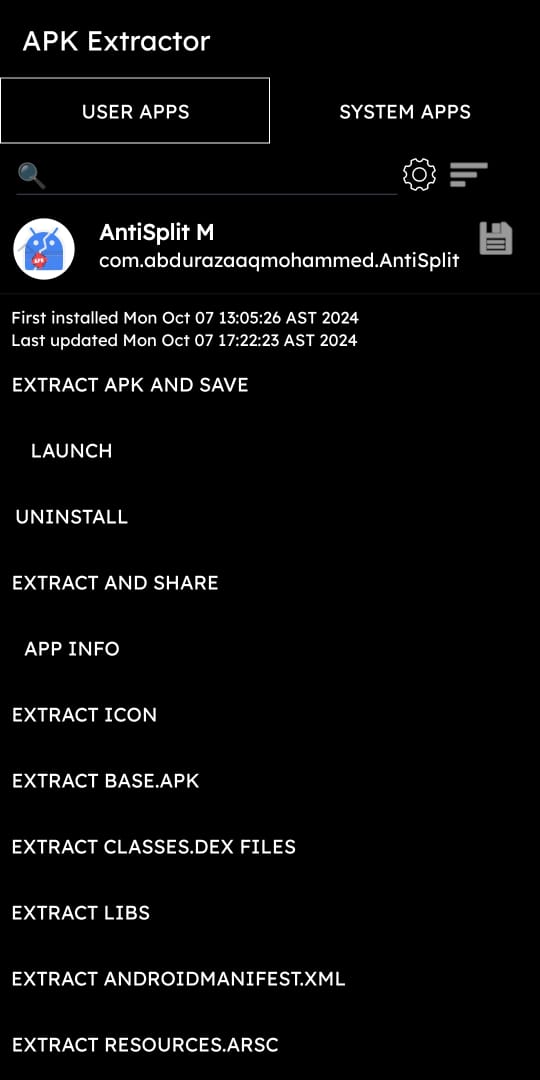 APK Extractor
USER APPS
SYSTEM APPS
AntiSplit M
com.abdurazaaqmohammed.AntiSplit
First installed Mon Oct 07 13:05:26 AST 2024
Last updated Mon Oct 07 17:22:23 AST 2024
EXTRACT APK AND SAVE
LAUNCH
UNINSTALL
EXTRACT AND SHARE
APP INFO
EXTRACT ICON
EXTRACT BASE.APK
EXTRACT CLASSES.DEX FILES
EXTRACT LIBS
EXTRACT ANDROIDMANIFEST.XML
EXTRACT RESOURCES.ARSC